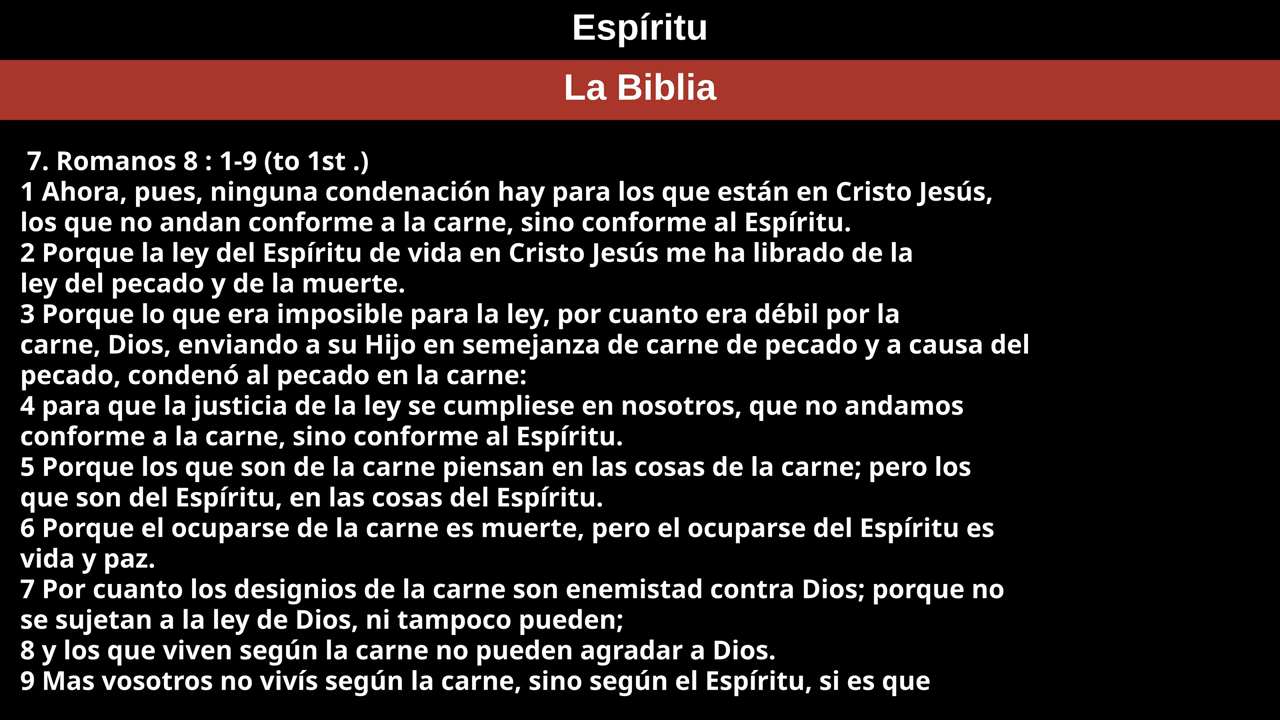 Espíritu
La Biblia
7. Romanos 8 : 1-9 (to 1st .)
1 Ahora, pues, ninguna condenación hay para los que están en Cristo Jesús,
los que no andan conforme a la carne, sino conforme al Espíritu.
2 Porque la ley del Espíritu de vida en Cristo Jesús me ha librado de la
ley del pecado y de la muerte.
3 Porque lo que era imposible para la ley, por cuanto era débil por la
carne, Dios, enviando a su Hijo en semejanza de carne de pecado y a causa del
pecado, condenó al pecado en la carne:
4 para que la justicia de la ley se cumpliese en nosotros, que no andamos
conforme a la carne, sino conforme al Espíritu.
5 Porque los que son de la carne piensan en las cosas de la carne; pero los
que son del Espíritu, en las cosas del Espíritu.
6 Porque el ocuparse de la carne es muerte, pero el ocuparse del Espíritu es
vida y paz.
7 Por cuanto los designios de la carne son enemistad contra Dios; porque no
se sujetan a la ley de Dios, ni tampoco pueden;
8 y los que viven según la carne no pueden agradar a Dios.
9 Mas vosotros no vivís según la carne, sino según el Espíritu, si es que